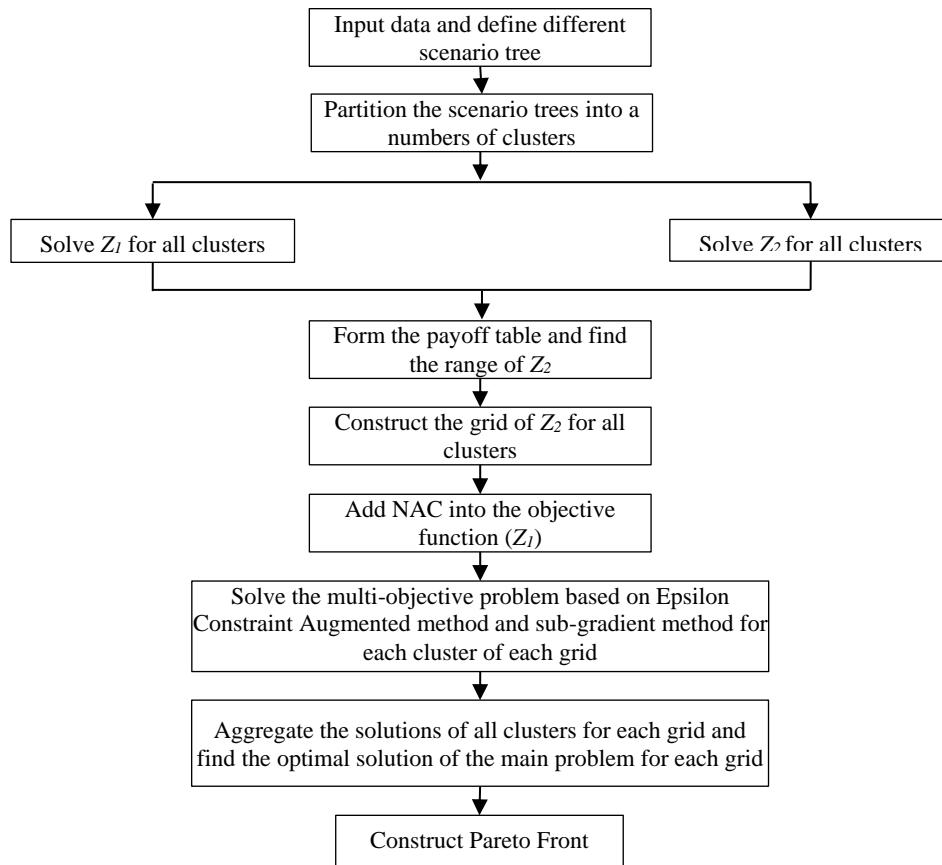 Input data and define different
scenario tree
Partition the scenario trees into a
numbers of clusters
Solve Z1 for all clusters
Solve Z2 for all clusters
Form the payoff table and find
the range of Z2
Construct the grid of Z2 for all
clusters
Add NAC into the objective
function (Z1)
Solve the multi-objective problem based on Epsilon
Constraint Augmented method and sub-gradient method for
each cluster of each grid
Aggregate the solutions of all clusters for each grid and
find the optimal solution of the main problem for each grid
Construct Pareto Front